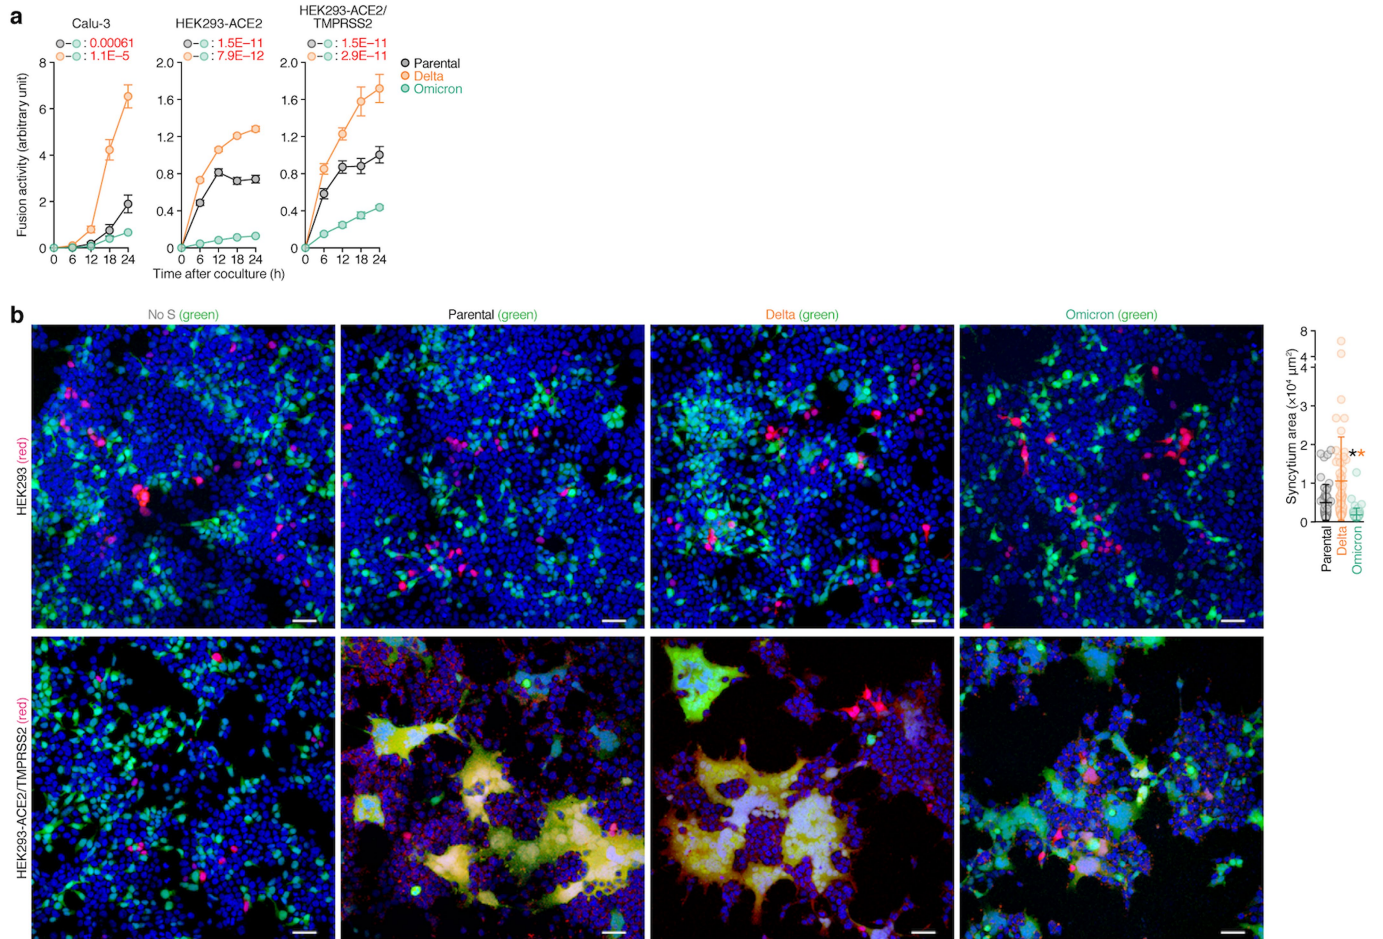 a
Calu-3
HEK293-ACE2
HEK293-ACE2/
TMPRSS2
: 0.00061
: 1.1E–5
: 1.5E–11
: 7.9E–12
: 1.5E–11
: 2.9E–11
Parental
Delta
Omicron
Fusion activity (arbitrary unit)
8
6
4
2
0
2.0
1.6
1.2
0.8
0.4
0
2.0
1.6
1.2
0.8
0.4
0
0 6 12 18 24
0 6 12 18 24
0 6 12 18 24
Time after coculture (h)
b
No S (green)
Parental (green)
Delta (green)
Omicron (green)
HEK293 (red)
HEK293-ACE2/TMPRSS2 (red)
Syncytium area (×10⁴ µm²)
8
4
4
3
2
1
0
**
Parental
Delta
Omicron